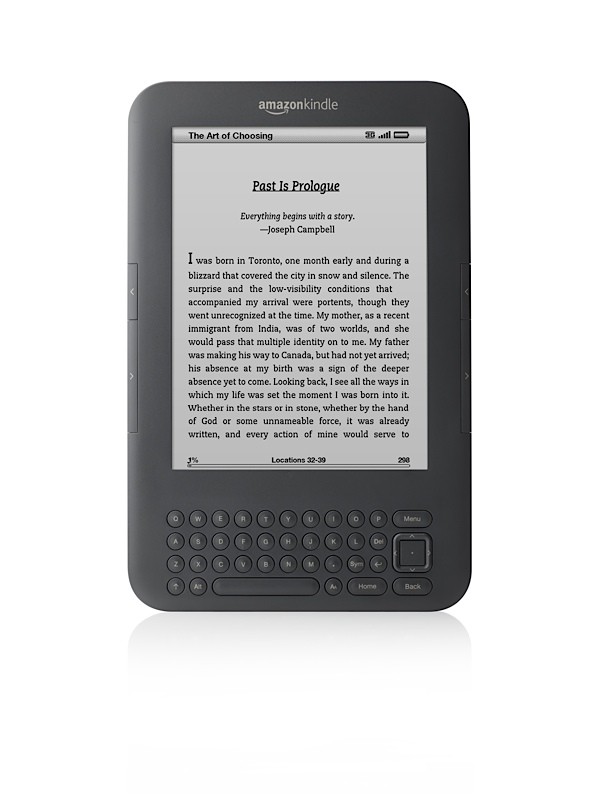 amazonkindle
The Art of Choosing 3G
Past Is Prologue
Everything begins with a story.
—Joseph Campbell
I was born in Toronto, one month early and during a
blizzard that covered the city in snow and silence. The
surprise and the low-visibility conditions that
accompanied my arrival were portents, though they
went unrecognized at the time. My mother, as a recent
immigrant from India, was of two worlds, and she
would pass that multiple identity on to me. My father
was making his way to Canada, but had not yet arrived;
his absence at my birth was a sign of the deeper
absence yet to come. Looking back, I see all the ways in
which my life was set the moment I was born into it.
Whether in the stars or in stone, whether by the hand
of God or some unnameable force, it was already
written, and every action of mine would serve to
1% Locations 32-39 298
Q W E R T Y U I O P Menu
A S D F G H J K L Del
Z X C V B N M . Sym
Alt Aa Home Back